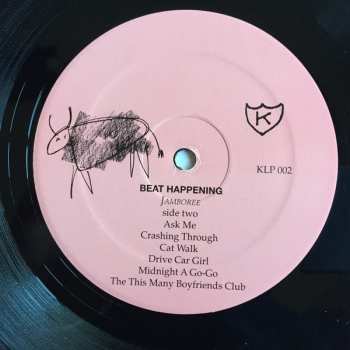 K
KLP 002
BEAT HAPPENING
JAMBOREE
side two
Ask Me
Crashing Through
Cat Walk
Drive Car Girl
Midnight A Go-Go
The This Many Boyfriends Club